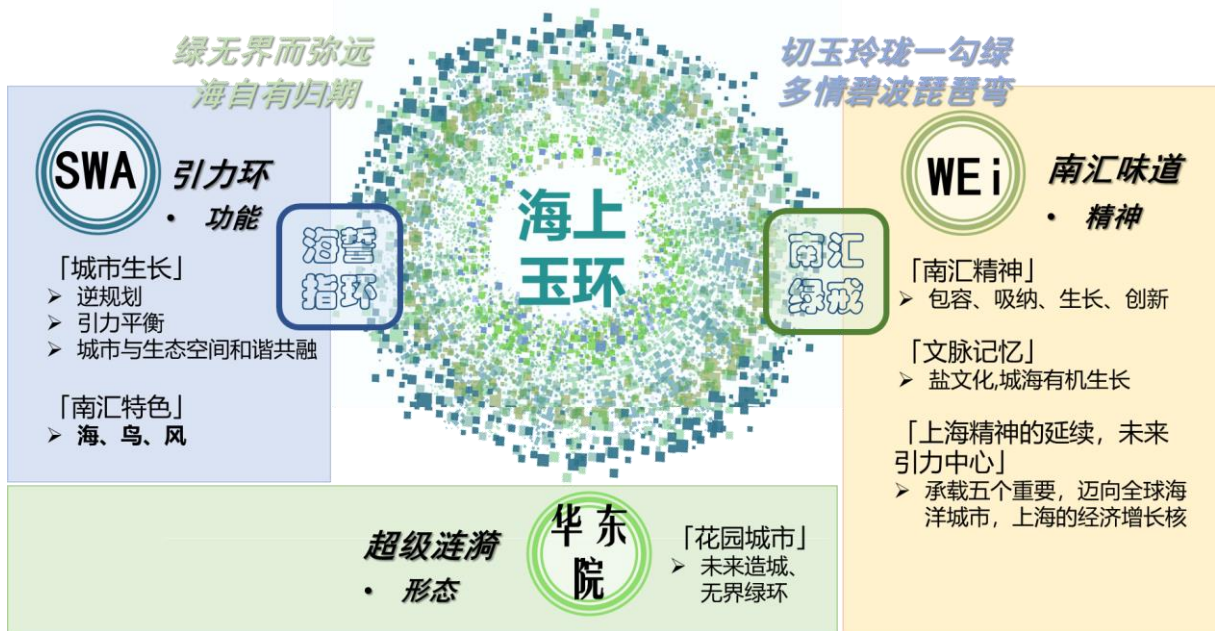 绿无界而弥远
海自有归期
切玉玲珑一勾绿
多情碧波琵琶弯
SWA
引力环
• 功能
「城市生长」
➢ 逆规划
➢ 引力平衡
➢ 城市与生态空间和谐共融
「南汇特色」
➢ 海、鸟、风
海誓
指环
海上
玉环
南汇
绿戒
WEi
南汇味道
• 精神
「南汇精神」
➢ 包容、吸纳、生长、创新
「文脉记忆」
➢ 盐文化,城海有机生长
「上海精神的延续，未来
引力中心」
➢ 承载五个重要，迈向全球海
洋城市，上海的经济增长核
超级涟漪
• 形态
华东
院
「花园城市」
➢ 未来造城、
无界绿环